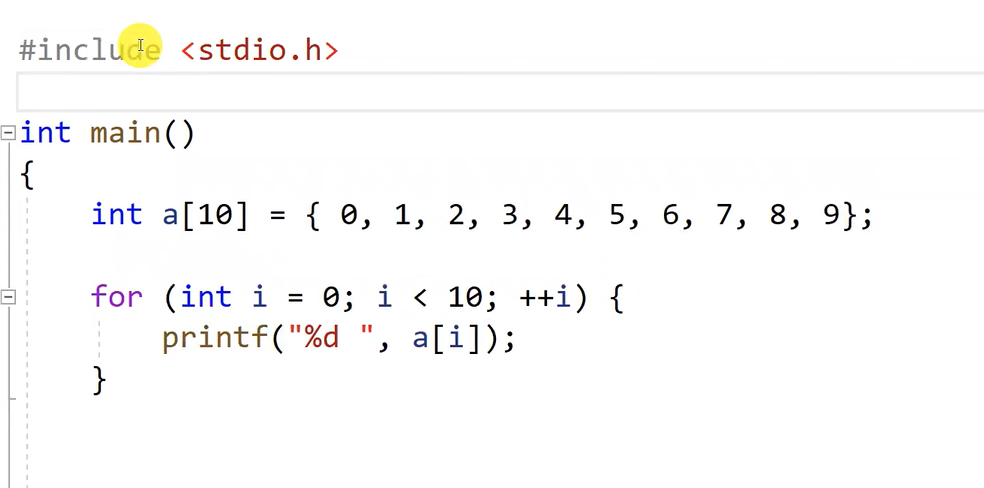 #include <stdio.h>
int main()
{
    int a[10] = { 0, 1, 2, 3, 4, 5, 6, 7, 8, 9};
    for (int i = 0; i < 10; ++i) {
        printf("%d ", a[i]);
    }